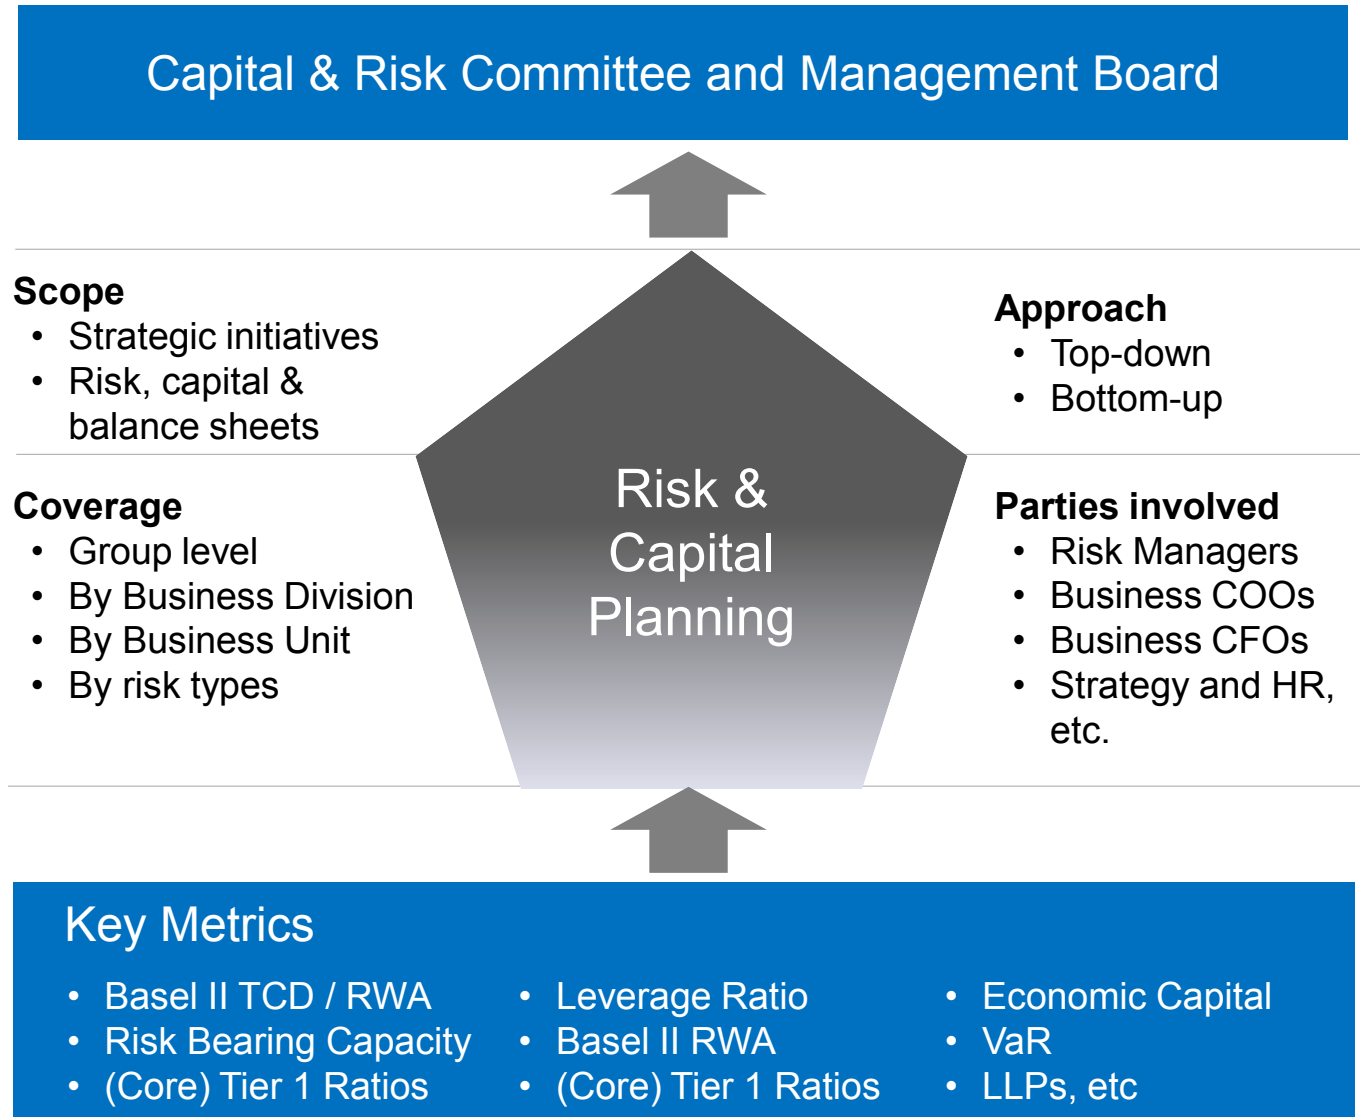 Capital & Risk Committee and Management Board
Scope
• Strategic initiatives
• Risk, capital &
balance sheets
Approach
• Top-down
• Bottom-up
Risk &
Capital
Planning
Coverage
• Group level
• By Business Division
• By Business Unit
• By risk types
Parties involved
• Risk Managers
• Business COOs
• Business CFOs
• Strategy and HR,
etc.
Key Metrics
• Basel II TCD / RWA
• Risk Bearing Capacity
• (Core) Tier 1 Ratios
• Leverage Ratio
• Basel II RWA
• (Core) Tier 1 Ratios
• Economic Capital
• VaR
• LLPs, etc